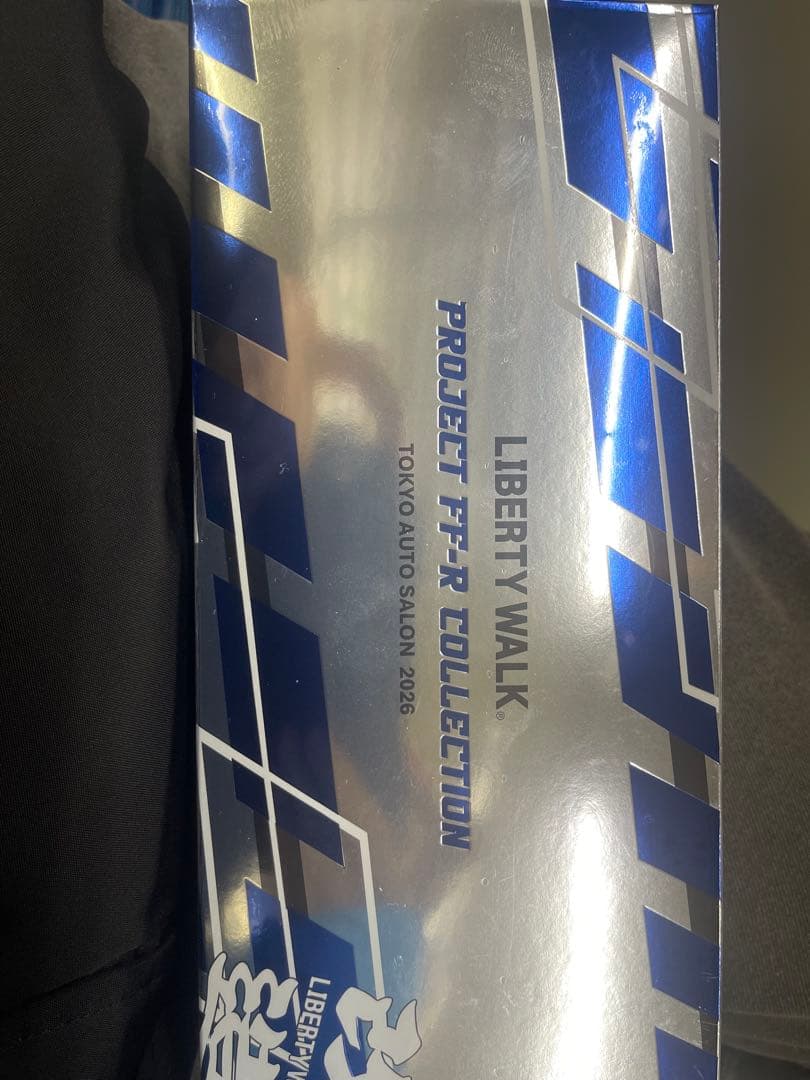 LIBERTY WALK®
PROJECT FF-R COLLECTION
TOKYO AUTO SALON 2026